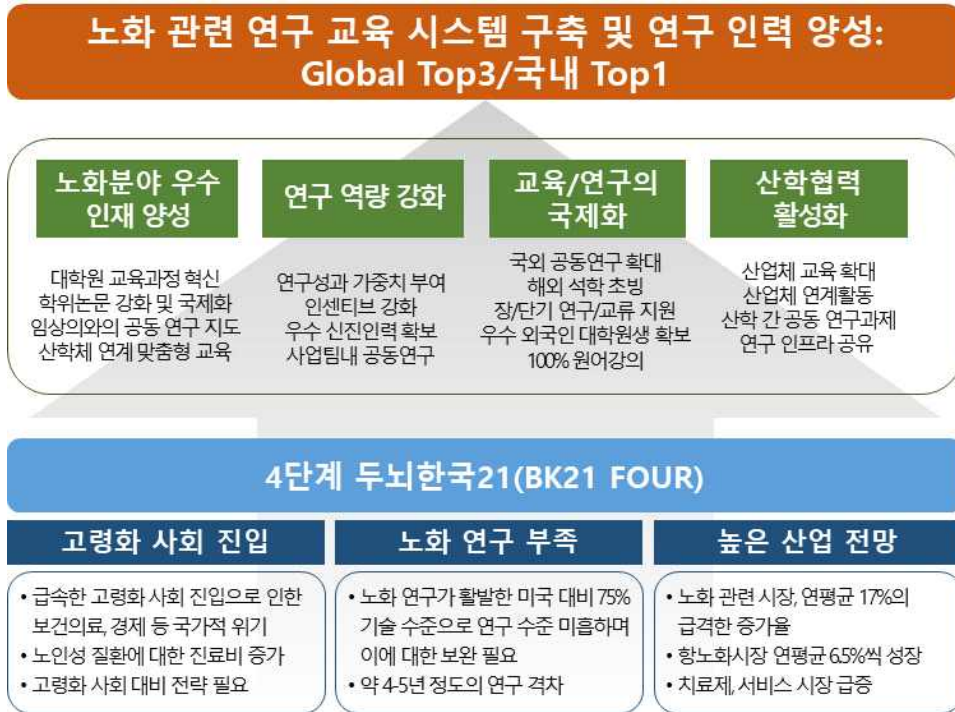 노화 관련 연구 교육 시스템 구축 및 연구 인력 양성:
Global Top3/국내 Top1
노화분야 우수
인재 양성
대학원 교육과정 혁신
학위논문 강화 및 국제화
임상의와의 공동 연구 지도
산학체 연계 맞춤형 교육
연구 역량 강화
연구성과 가중치 부여
인센티브 강화
우수 신진인력 확보
사업팀내 공동연구
교육/연구의
국제화
국외 공동연구 확대
해외 석학 초빙
장/단기 연구/교류 지원
우수 외국인 대학원생 확보
100% 원어강의
산학협력
활성화
산업체 교육 확대
산업체 연계활동
산학 간 공동 연구과제
연구 인프라 공유
4단계 두뇌한국21(BK21 FOUR)
고령화 사회 진입
• 급속한 고령화 사회 진입으로 인한
보건의료, 경제 등 국가적 위기
• 노인성 질환에 대한 진료비 증가
• 고령화 사회 대비 전략 필요
노화 연구 부족
• 노화 연구가 활발한 미국 대비 75%
기술 수준으로 연구 수준 미흡하며
이에 대한 보완 필요
• 약 4-5년 정도의 연구 격차
높은 산업 전망
• 노화 관련 시장, 연평균 17%의
급격한 증가율
• 항노화시장 연평균 6.5%씩 성장
• 치료제, 서비스 시장 급증